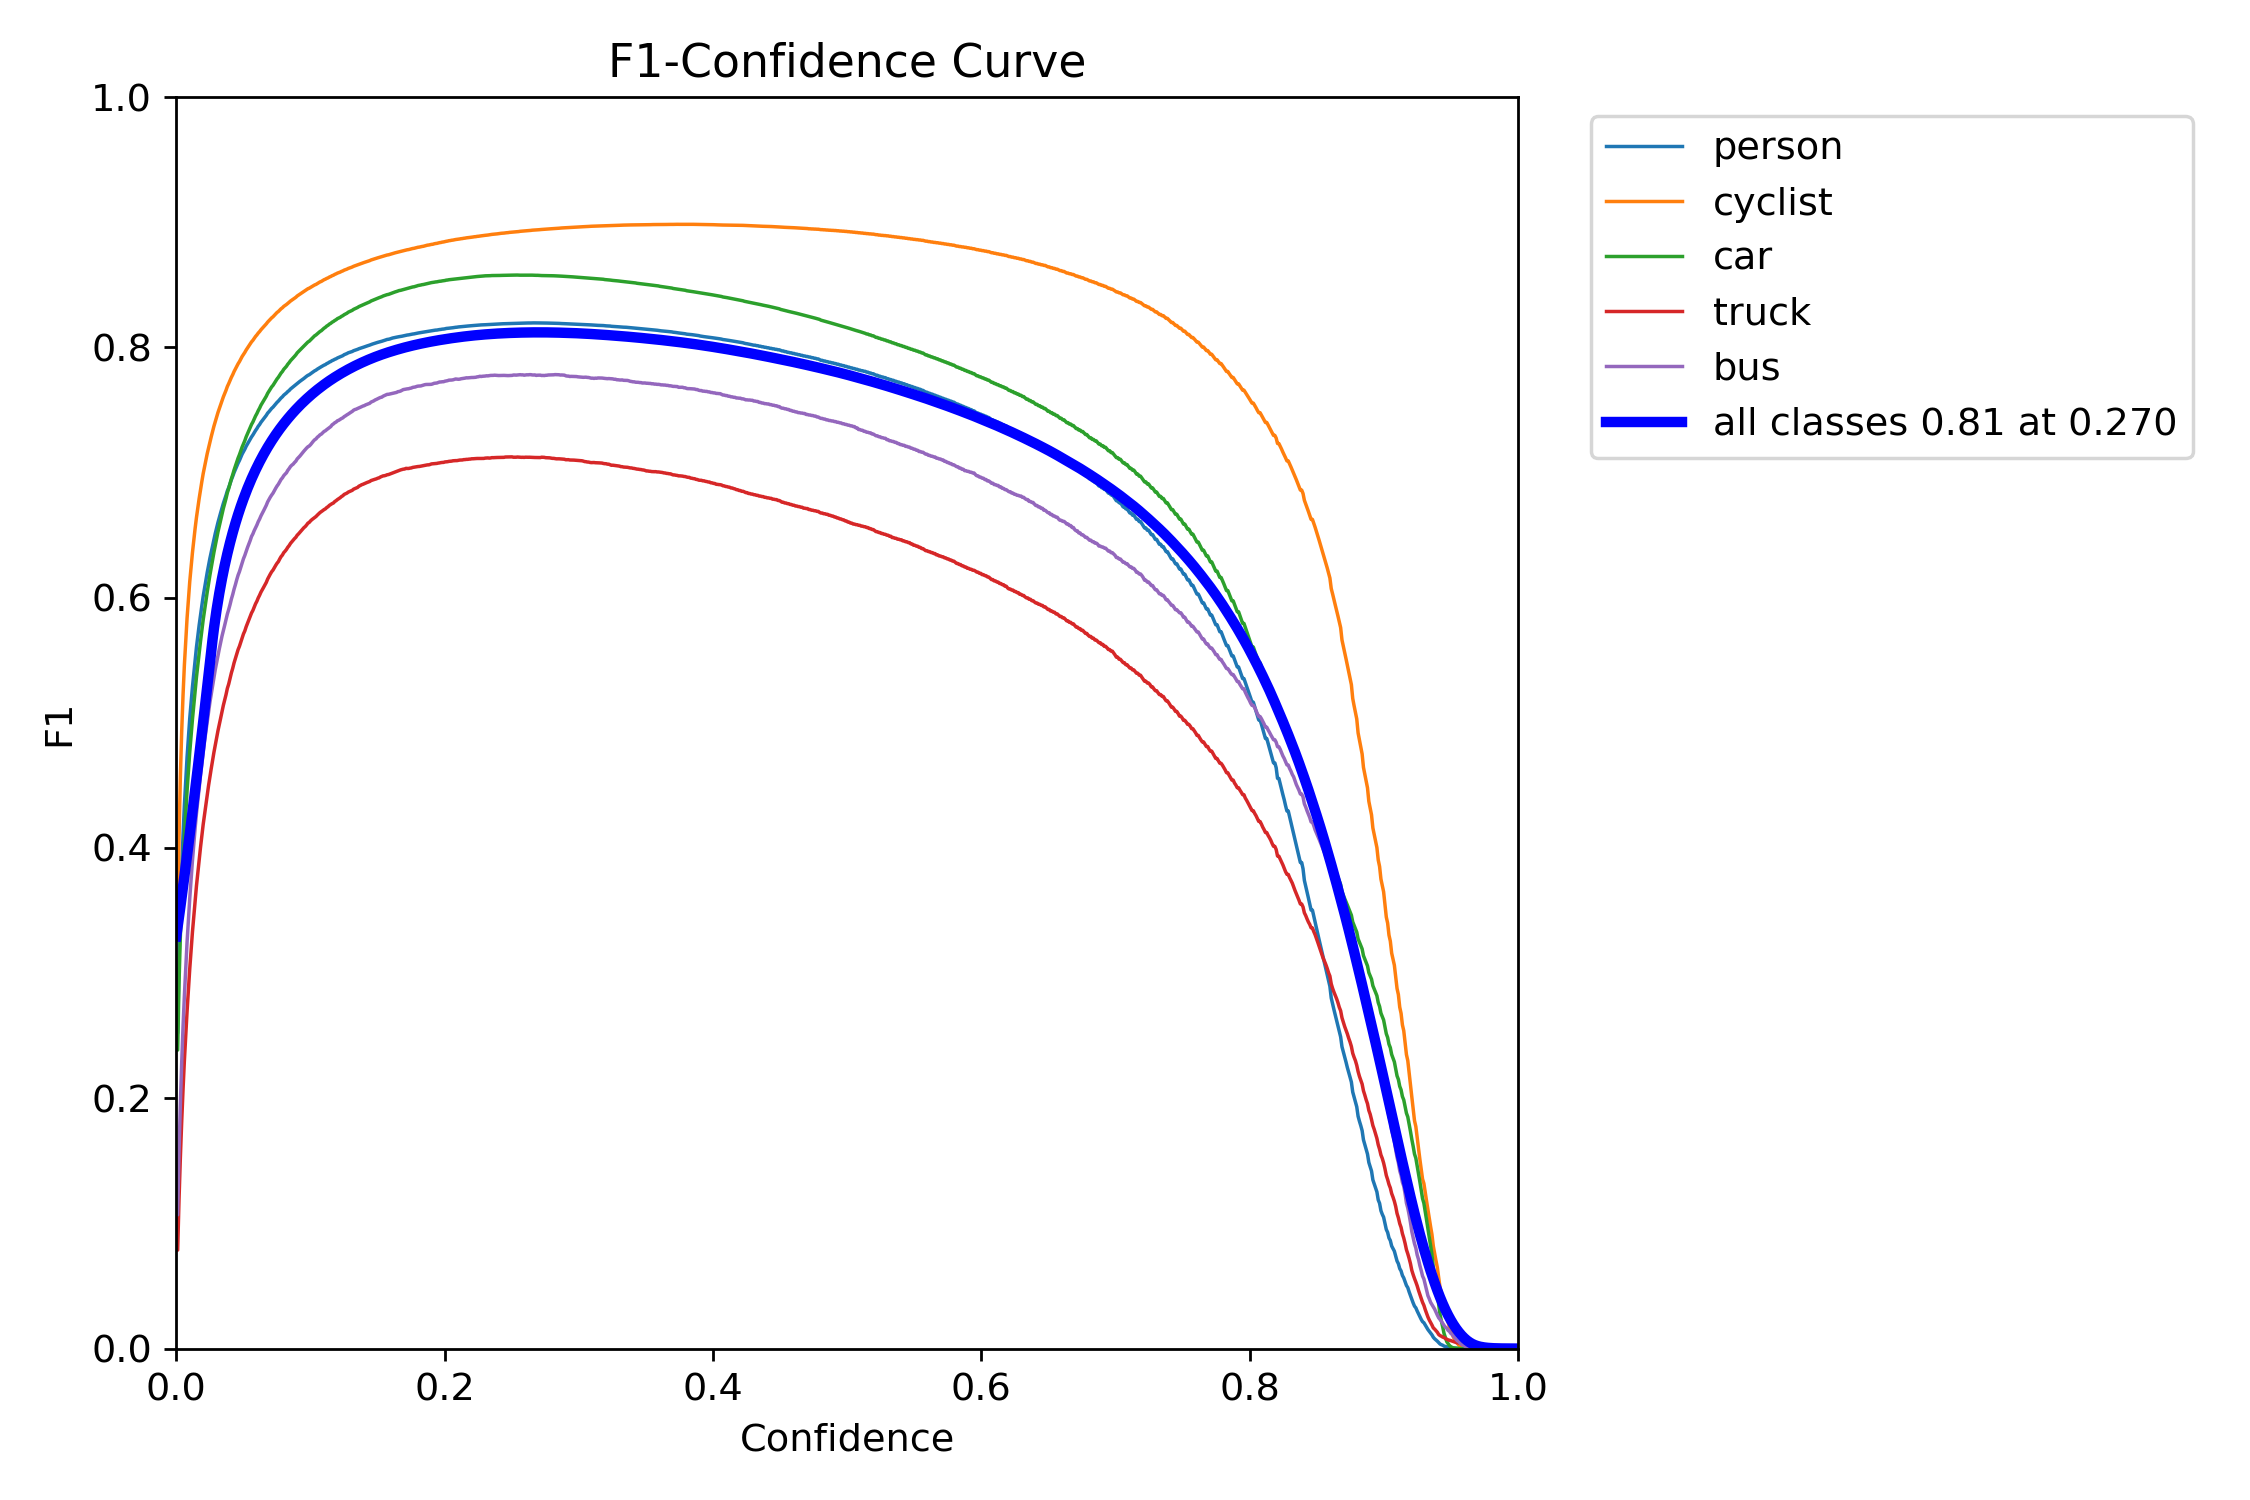 F1-Confidence Curve
1.0
0.8
0.6
0.4
0.2
0.0
F1
0.0 0.2 0.4 0.6 0.8 1.0
Confidence
person
cyclist
car
truck
bus
all classes 0.81 at 0.270